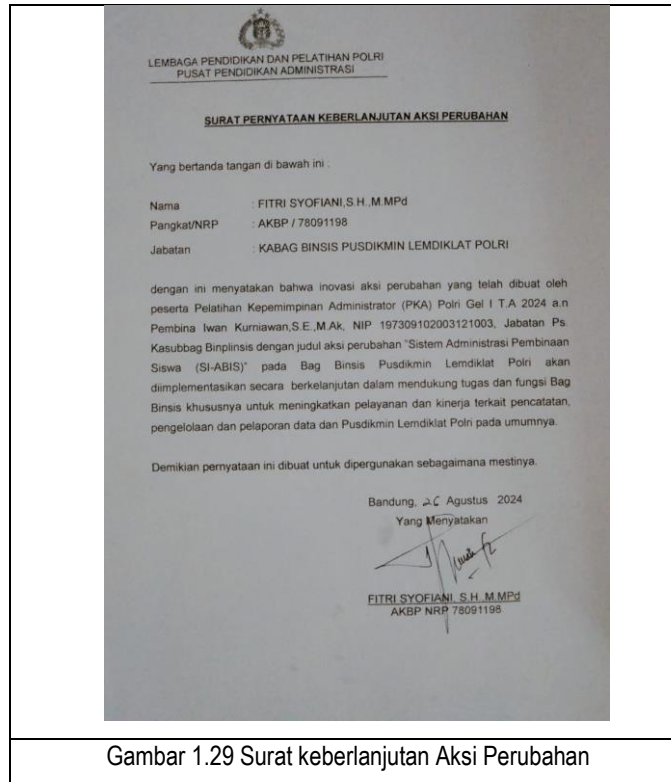 LEMBAGA PENDIDIKAN DAN PELATIHAN POLRI
PUSAT PENDIDIKAN ADMINISTRASI
SURAT PERNYATAAN KEBERLANJUTAN AKSI PERUBAHAN
Yang bertanda tangan di bawah ini :
Nama : FITRI SYOFIANI,S.H.,M.MPd
Pangkat/NRP : AKBP / 78091198
Jabatan : KABAG BINSIS PUSDIKMIN LEMDIKLAT POLRI
dengan ini menyatakan bahwa inovasi aksi perubahan yang telah dibuat oleh
peserta Pelatihan Kepemimpinan Administrator (PKA) Polri Gel I T.A 2024 a.n
Pembina Iwan Kurniawan,S.E.,M.Ak, NIP 197309102003121003, Jabatan Ps.
Kasubbag Binplinsis dengan judul aksi perubahan "Sistem Administrasi Pembinaan
Siswa (SI-ABIS)" pada Bag Binsis Pusdikmin Lemdiklat Polri akan
diimplementasikan secara berkelanjutan dalam mendukung tugas dan fungsi Bag
Binsis khususnya untuk meningkatkan pelayanan dan kinerja terkait pencatatan,
pengelolaan dan pelaporan data dan Pusdikmin Lemdiklat Polri pada umumnya.
Demikian pernyataan ini dibuat untuk dipergunakan sebagaimana mestinya.
Bandung, 26 Agustus 2024
Yang Menyatakan
FITRI SYOFIANI, S.H.,M.MPd
AKBP NRP 78091198
Gambar 1.29 Surat keberlanjutan Aksi Perubahan